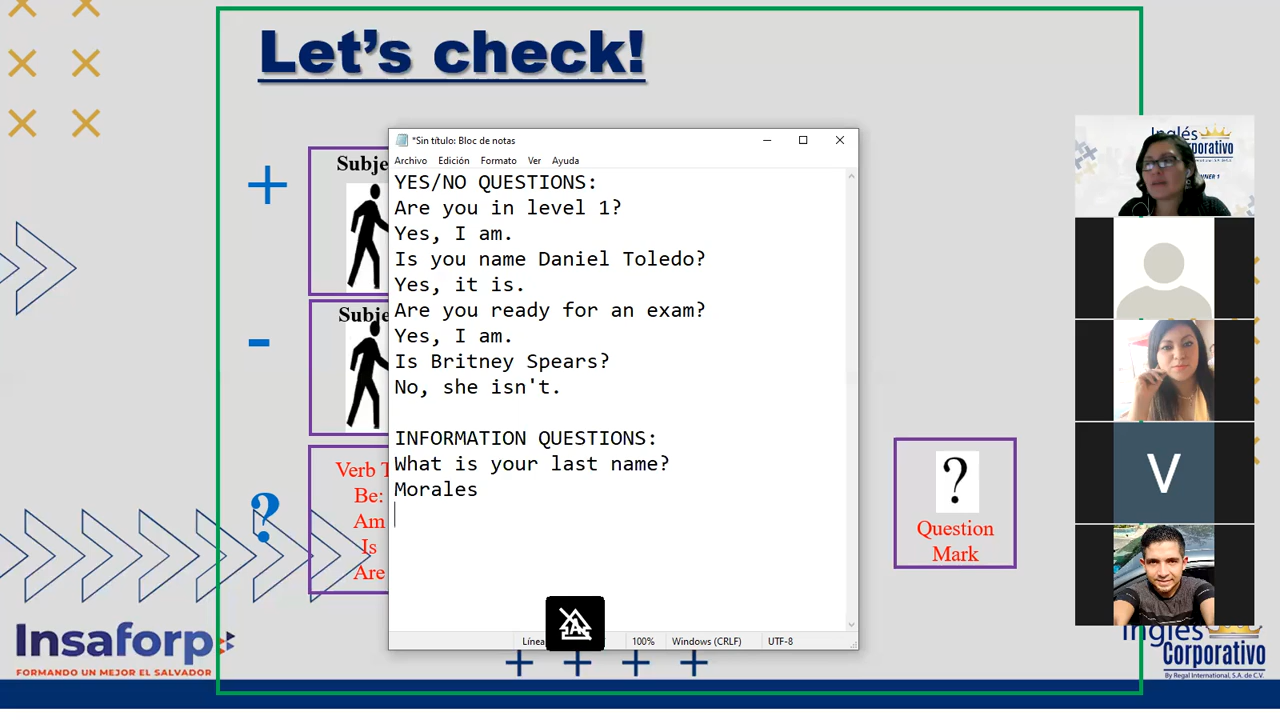 Let's check!
Subje
Subje
Verb T
Be:
Am
Is
Are
?
*Sin título: Bloc de notas
Archivo Edición Formato Ver Ayuda
YES/NO QUESTIONS:
Are you in level 1?
Yes, I am.
Is you name Daniel Toledo?
Yes, it is.
Are you ready for an exam?
Yes, I am.
Is Britney Spears?
No, she isn't.
INFORMATION QUESTIONS:
What is your last name?
Morales
Línea
100%
Windows (CRLF)
UTF-8
?
Question
Mark
Inglés
Corporativo
V
Insaforp
FORMANDO UN MEJOR EL SALVADOR
Inglés
Corporativo
By Regal International, S.A. de C.V.